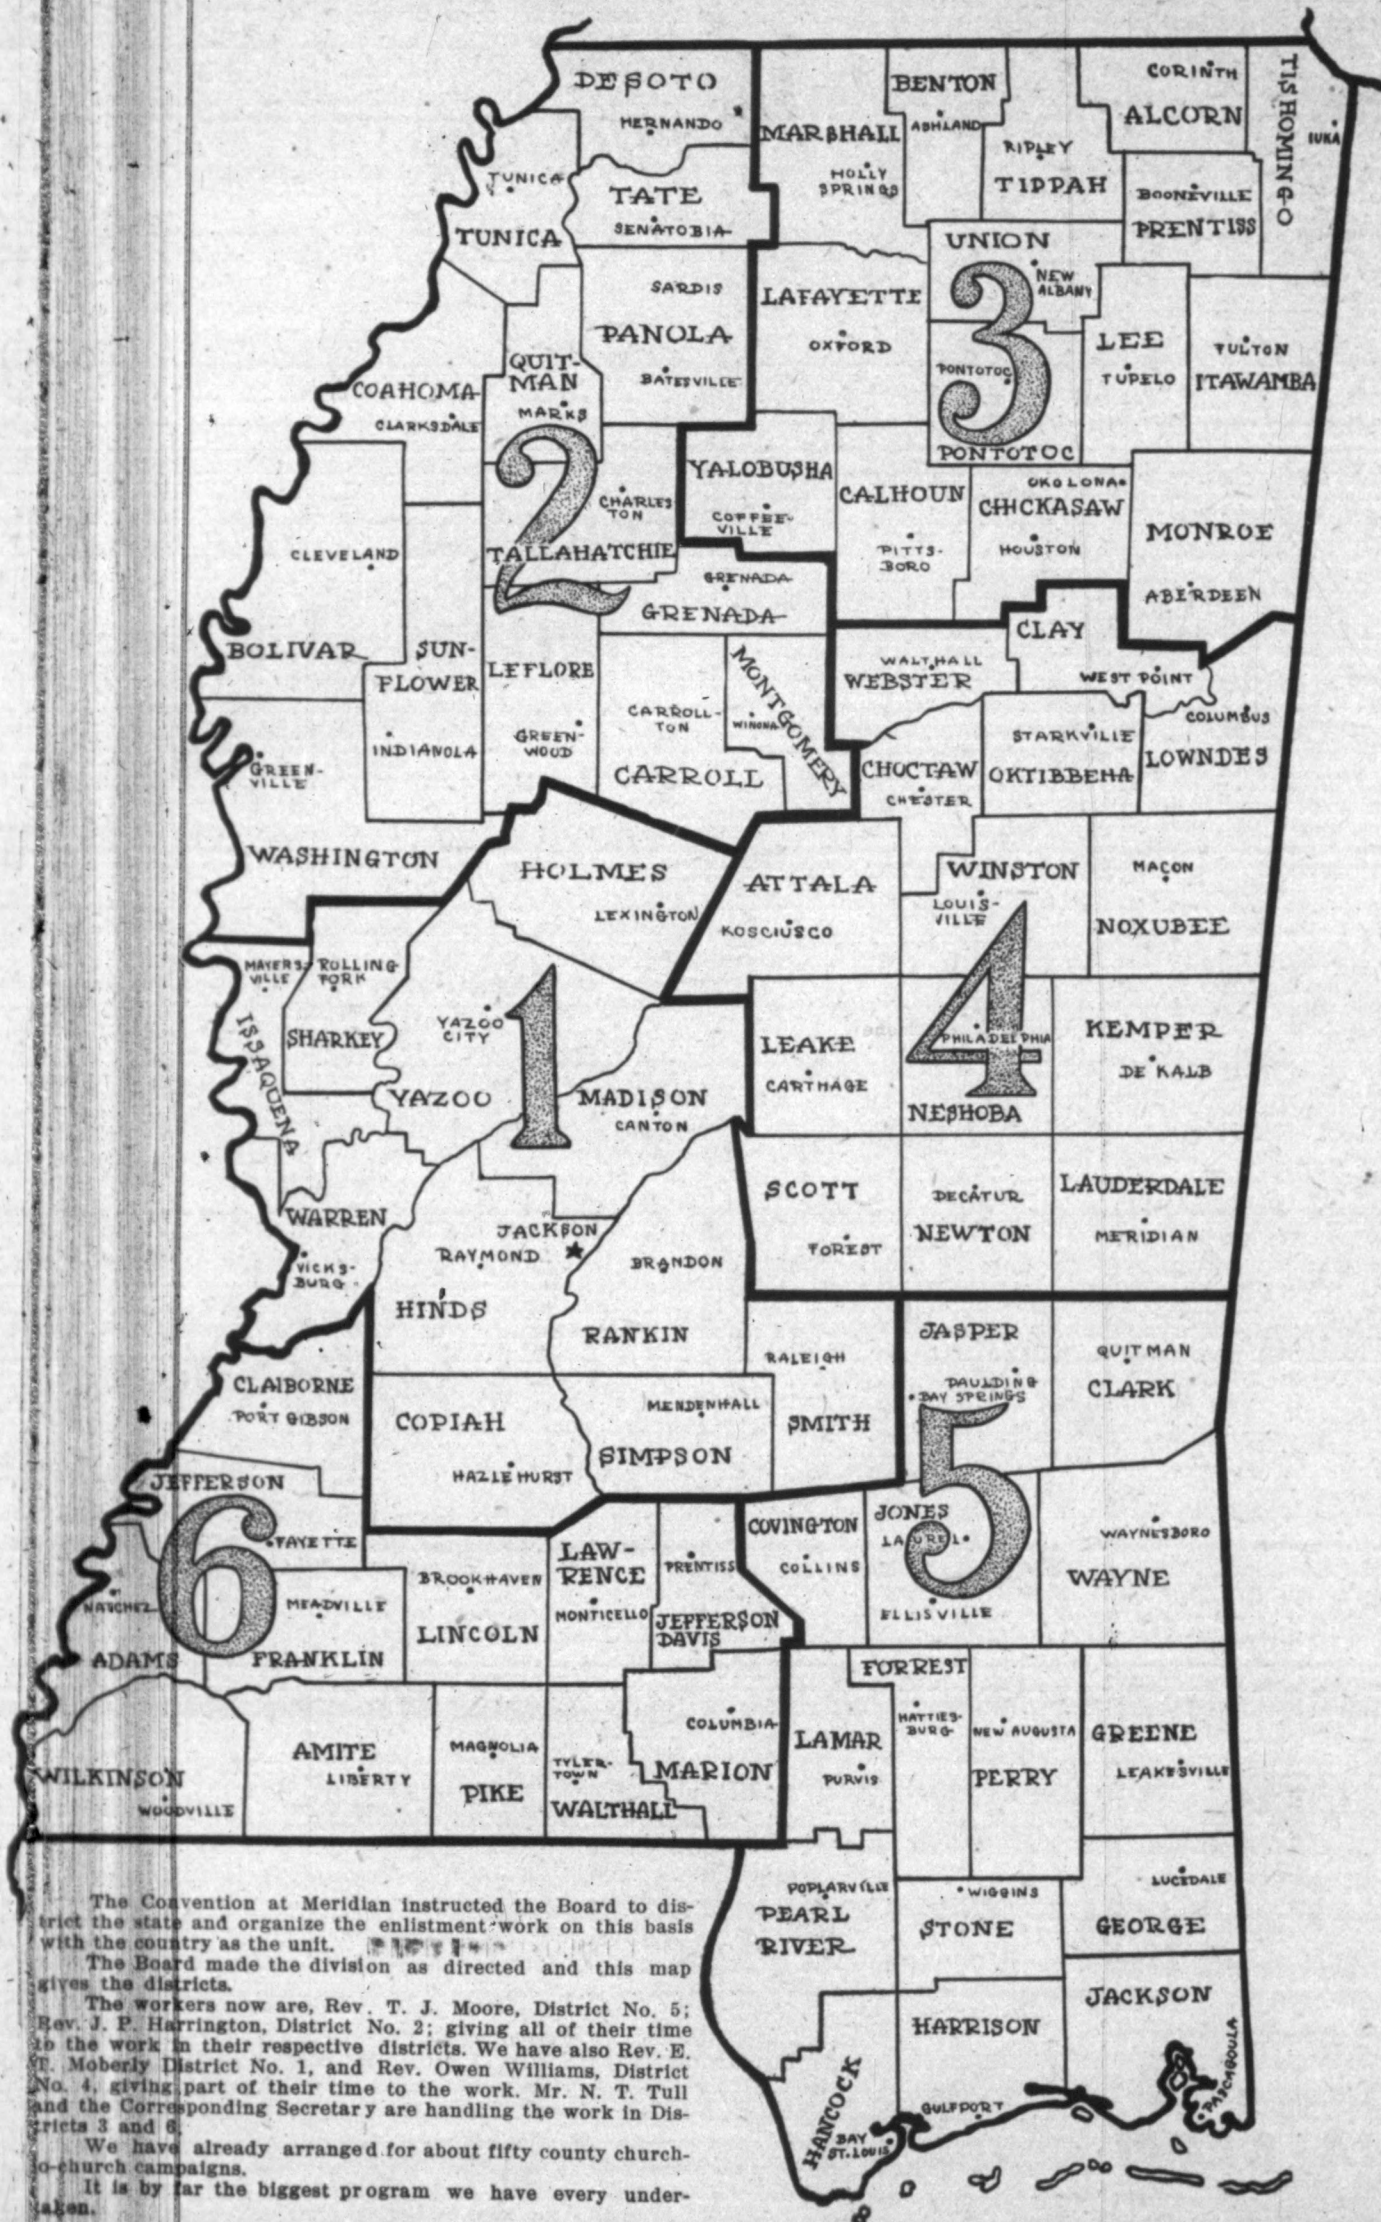 DESOTO
HERNANDO
MARSHALL
HOLLY
SPRINGS
BENTON
ASHLAND
RIPLEY
TIPPAH
CORINTH
ALCORN
TISHOMINGO
IUKA
BOONEVILLE
PRENTISS
TUNICA
TUNICA
TATE
SENATOBIA
UNION
NEW
ALBANY
3
SARDIS
PANOLA
BATESVILLE
LAFAYETTE
OXFORD
PONTOTOC
PONTOTOC
LEE
TUPELO
FULTON
ITAWAMBA
QUIT-
MAN
MARKS
COAHOMA
CLARKSDALE
2
CHARLES
TON
TALLAHATCHIE
YALOBUSHA
COFFEE-
VILLE
CALHOUN
PITTS-
BORO
OKOLONA
CHICKASAW
HOUSTON
MONROE
ABERDEEN
CLEVELAND
BOLIVAR
SUN-
FLOWER
INDIANOLA
GRENADA
GRENADA
LEFLORE
GREEN-
WOOD
CARROLL-
TON
CARROLL
MONTGOMERY
WINONA
WALTHALL
WEBSTER
CLAY
WEST POINT
COLUMBUS
LOWNDES
STARKVILLE
OKTIBBEHA
CHOCTAW
CHESTER
GREEN-
VILLE
WASHINGTON
HOLMES
LEXINGTON
ATTALA
KOSCIUSCO
WINSTON
LOUIS-
VILLE
MACON
NOXUBEE
MAYERS-
VILLE
ROLLING
FORK
ISSAQUENA
SHARKEY
YAZOO
CITY
YAZOO
1
MADISON
CANTON
LEAKE
CARTHAGE
4
PHILADELPHIA
NESHOBA
KEMPER
DE KALB
WARREN
VICKS-
BURG
JACKSON
RAYMOND
HINDS
BRANDON
RANKIN
SCOTT
FOREST
DECATUR
NEWTON
LAUDERDALE
MERIDIAN
CLAIBORNE
PORT GIBSON
COPIAH
HAZLEHURST
MENDENHALL
SIMPSON
RALEIGH
SMITH
JASPER
PAULDING
BAY SPRINGS
QUITMAN
CLARK
5
JEFFERSON
FAYETTE
6
NATCHEZ
ADAMS
MEADVILLE
FRANKLIN
BROOKHAVEN
LINCOLN
LAW-
RENCE
MONTICELLO
PRENTISS
JEFFERSON
DAVIS
COVINGTON
COLLINS
JONES
LAUREL
ELLISVILLE
WAYNESBORO
WAYNE
WILKINSON
WOODVILLE
AMITE
LIBERTY
MAGNOLIA
PIKE
TYLER-
TOWN
WALTHALL
COLUMBIA
MARION
LAMAR
PURVIS
FORREST
HATTIES-
BURG
NEW AUGUSTA
PERRY
GREENE
LEAKESVILLE
POPLARVILLE
PEARL
RIVER
WIGGINS
STONE
LUCEDALE
GEORGE
HARRISON
GULFPORT
JACKSON
PASCAGOULA
HANCOCK
BAY
ST. LOUIS
The Convention at Meridian instructed the Board to dis-
trict the state and organize the enlistment work on this basis
with the country as the unit.
The Board made the division as directed and this map
gives the districts.
The workers now are, Rev. T. J. Moore, District No. 5;
Rev. J. P. Harrington, District No. 2; giving all of their time
to the work in their respective districts. We have also Rev. E.
T. Moberly District No. 1, and Rev. Owen Williams, District
No. 4, giving part of their time to the work. Mr. N. T. Tull
and the Corresponding Secretary are handling the work in Dis-
tricts 3 and 6.
We have already arranged for about fifty county church-
o-church campaigns.
It is by far the biggest program we have every under-
taken.